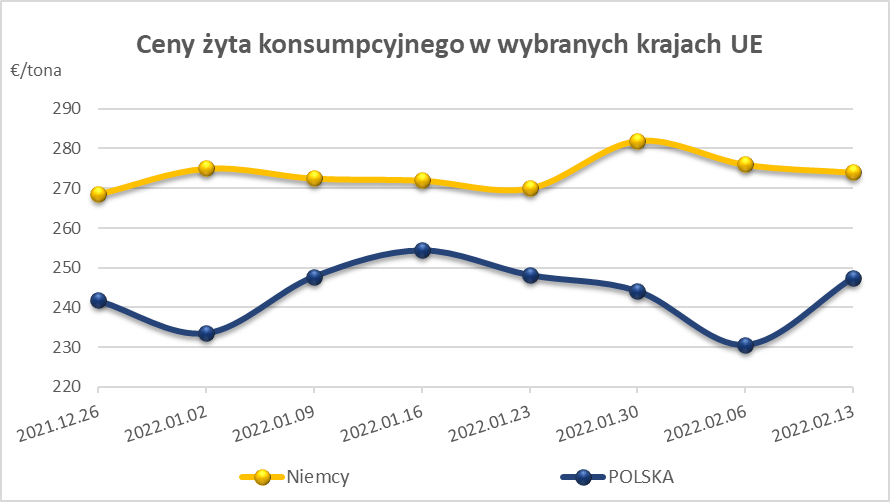 Ceny żyta konsumpcyjnego w wybranych krajach UE
€/tona
290
280
270
260
250
240
230
220
2021.12.26 2022.01.02 2022.01.09 2022.01.16 2022.01.23 2022.01.30 2022.02.06 2022.02.13
Niemcy POLSKA